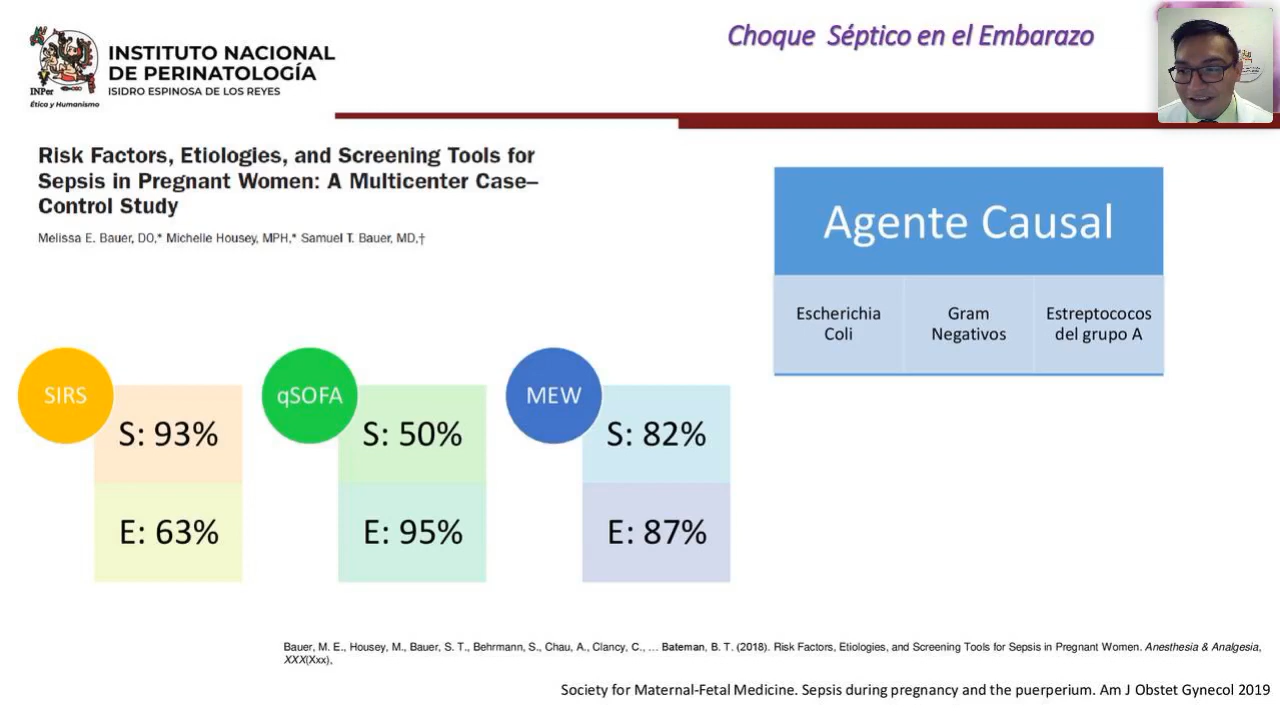 Choque Séptico en el Embarazo
INSTITUTO NACIONAL
DE PERINATOLOGÍA
ISIDRO ESPINOSA DE LOS REYES
INPer
Ética y Humanismo
Risk Factors, Etiologies, and Screening Tools for
Sepsis in Pregnant Women: A Multicenter Case–
Control Study
Melissa E. Bauer, DO,* Michelle Housey, MPH,* Samuel T. Bauer, MD,†
Agente Causal
Escherichia
Coli
Gram
Negativos
Estreptococos
del grupo A
SIRS
S: 93%
E: 63%
qSOFA
S: 50%
E: 95%
MEW
S: 82%
E: 87%
Bauer, M. E., Housey, M., Bauer, S. T., Behrmann, S., Chau, A., Clancy, C., … Bateman, B. T. (2018). Risk Factors, Etiologies, and Screening Tools for Sepsis in Pregnant Women. Anesthesia & Analgesia,
XXX(Xxx),
Society for Maternal-Fetal Medicine. Sepsis during pregnancy and the puerperium. Am J Obstet Gynecol 2019